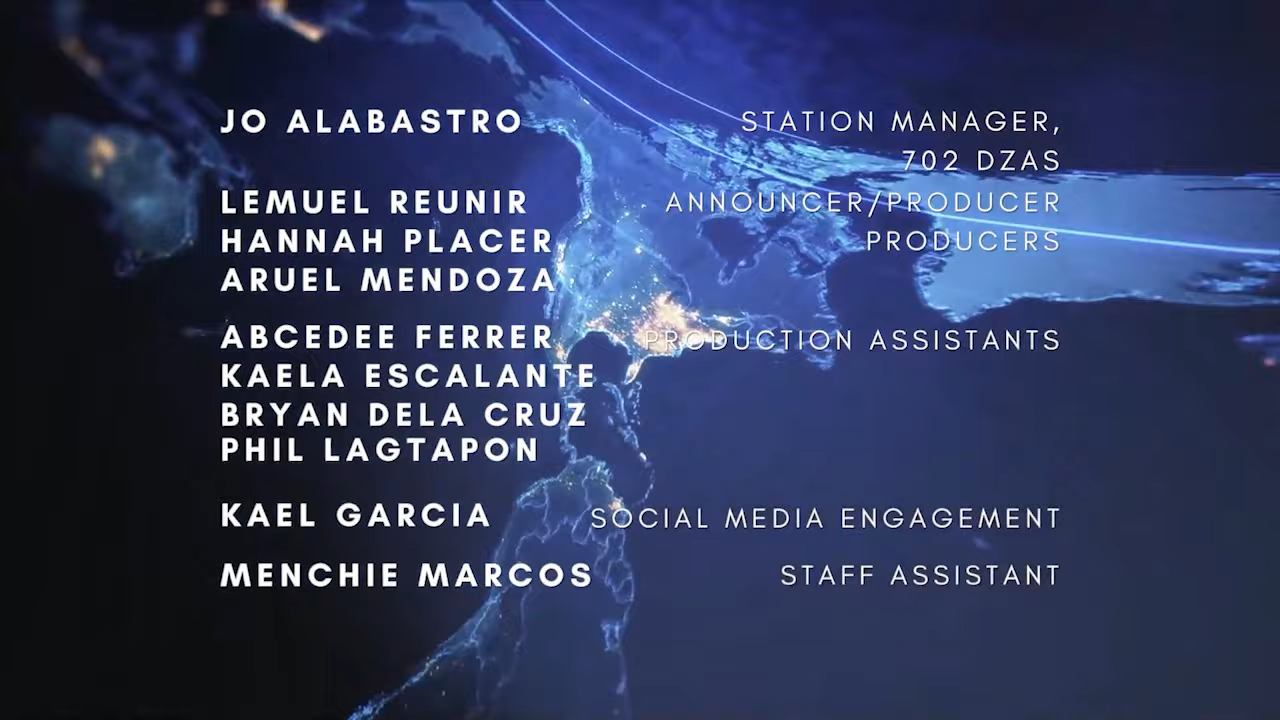 JO ALABASTRO STATION MANAGER,
702 DZAS
LEMUEL REUNIR ANNOUNCER/PRODUCER
HANNAH PLACER PRODUCERS
ARUEL MENDOZA
ABCEDEE FERRER PRODUCTION ASSISTANTS
KAELA ESCALANTE
BRYAN DELA CRUZ
PHIL LAGTAPON
KAEL GARCIA SOCIAL MEDIA ENGAGEMENT
MENCHIE MARCOS STAFF ASSISTANT